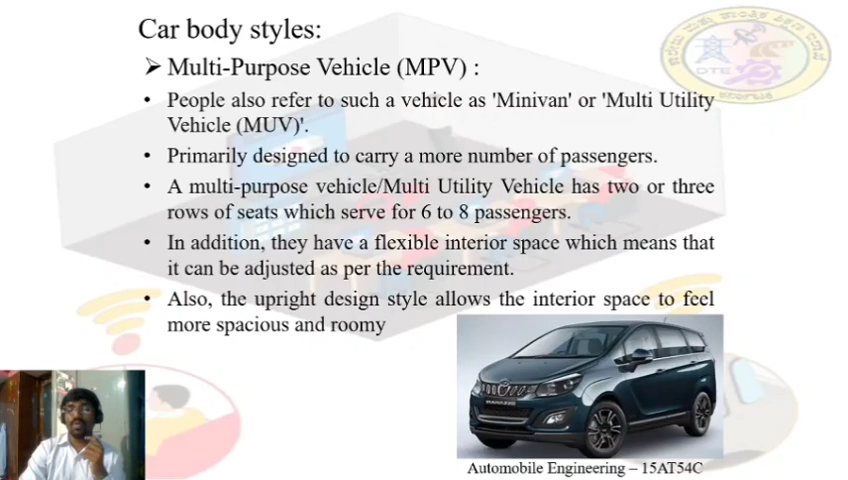 Car body styles:
➢ Multi-Purpose Vehicle (MPV) :
• People also refer to such a vehicle as 'Minivan' or 'Multi Utility
Vehicle (MUV)'.
• Primarily designed to carry a more number of passengers.
• A multi-purpose vehicle/Multi Utility Vehicle has two or three
rows of seats which serve for 6 to 8 passengers.
• In addition, they have a flexible interior space which means that
it can be adjusted as per the requirement.
• Also, the upright design style allows the interior space to feel
more spacious and roomy
Automobile Engineering – 15AT54C
DTE